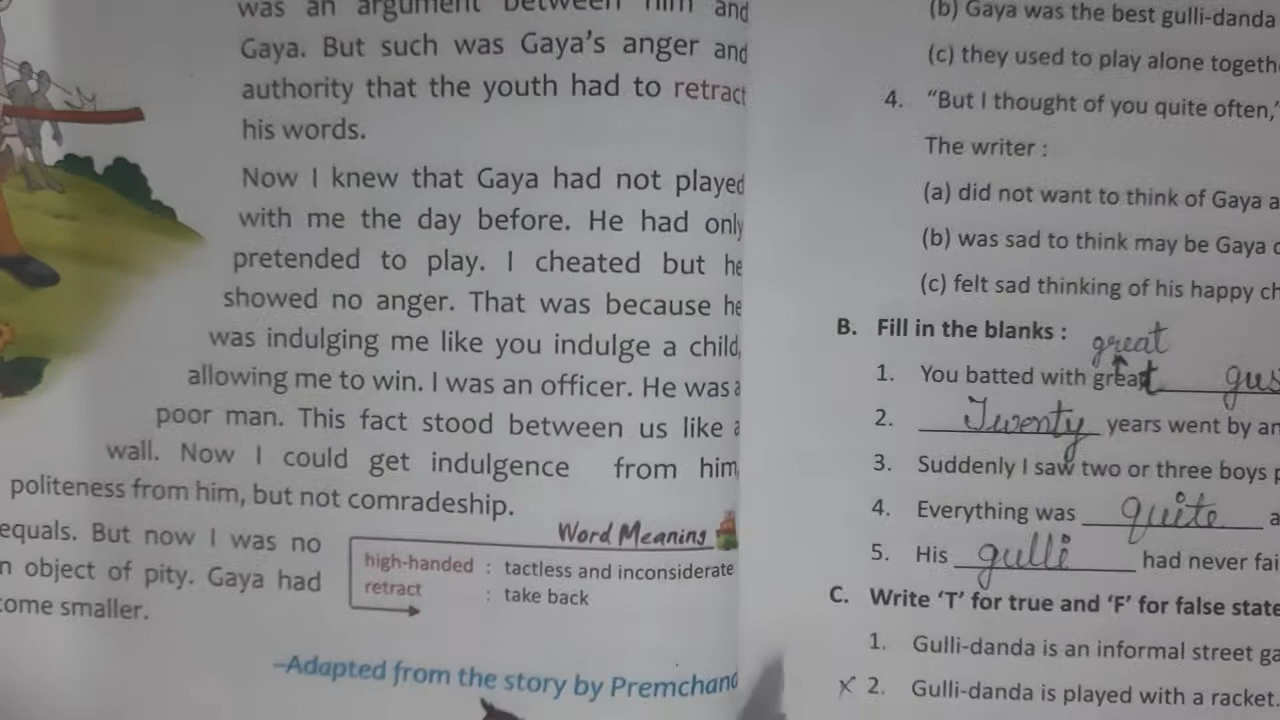 was an argument between him and
Gaya. But such was Gaya's anger and
authority that the youth had to retract
his words.
Now I knew that Gaya had not played
with me the day before. He had only
pretended to play. I cheated but he
showed no anger. That was because he
was indulging me like you indulge a child,
allowing me to win. I was an officer. He was a
poor man. This fact stood between us like a
wall. Now I could get indulgence from him,
politeness from him, but not comradeship.
equals. But now I was no
n object of pity. Gaya had
come smaller.
Word Meaning
high-handed : tactless and inconsiderate
retract : take back
–Adapted from the story by Premchand
(b) Gaya was the best gulli-danda
(c) they used to play alone togeth
4. "But I thought of you quite often,"
The writer :
(a) did not want to think of Gaya a
(b) was sad to think may be Gaya
(c) felt sad thinking of his happy ch
B. Fill in the blanks :
great
1. You batted with great gus
2. Twenty years went by an
3. Suddenly I saw two or three boys p
4. Everything was quite a
5. His gulli had never fai
C. Write 'T' for true and 'F' for false state
1. Gulli-danda is an informal street ga
X 2. Gulli-danda is played with a racket.